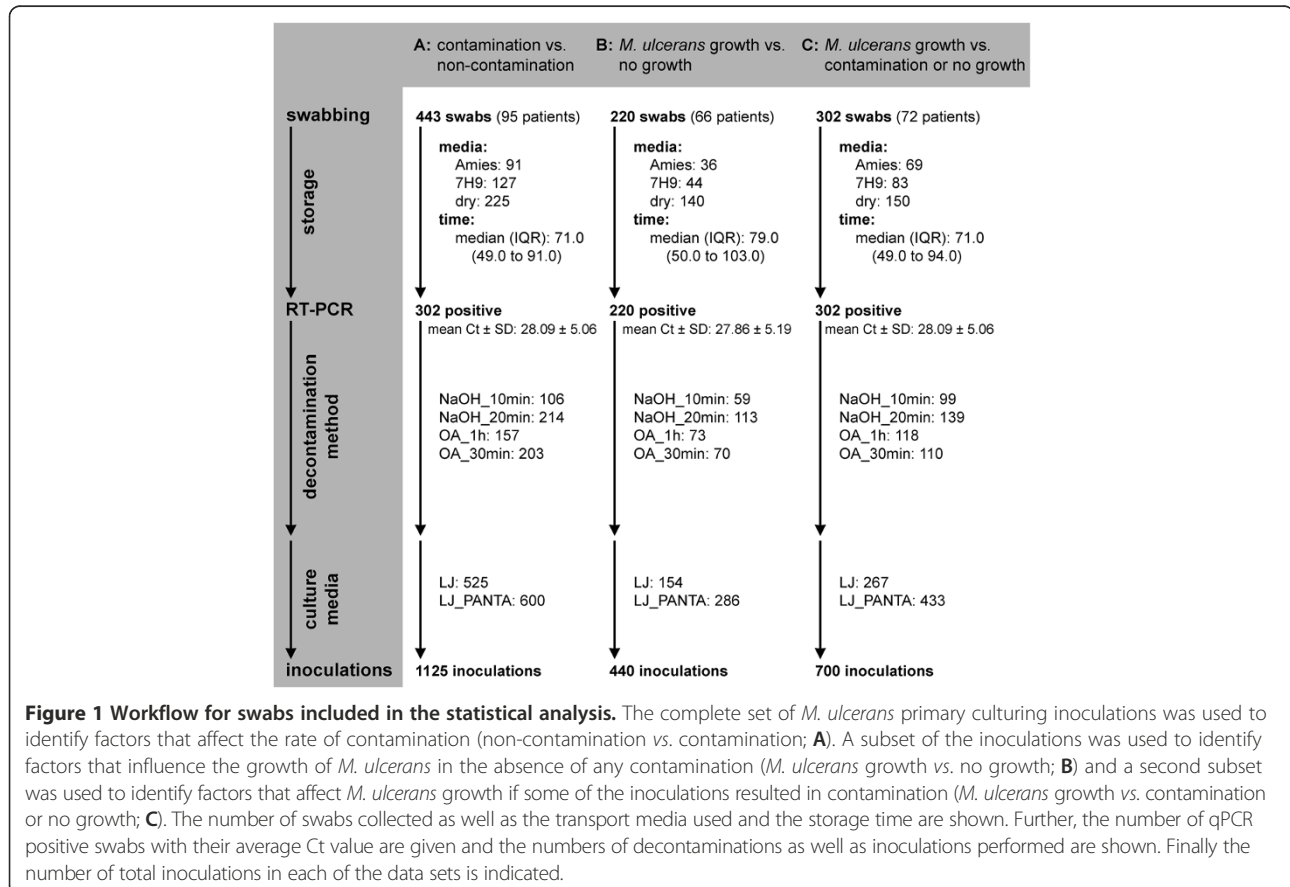 A: contamination vs. non-contamination
B: M. ulcerans growth vs. no growth
C: M. ulcerans growth vs. contamination or no growth
swabbing
443 swabs (95 patients)
220 swabs (66 patients)
302 swabs (72 patients)
storage
media:
Amies: 91
7H9: 127
dry: 225
time:
median (IQR): 71.0
(49.0 to 91.0)
media:
Amies: 36
7H9: 44
dry: 140
time:
median (IQR): 79.0
(50.0 to 103.0)
media:
Amies: 69
7H9: 83
dry: 150
time:
median (IQR): 71.0
(49.0 to 94.0)
RT-PCR
302 positive
mean Ct ± SD: 28.09 ± 5.06
220 positive
mean Ct ± SD: 27.86 ± 5.19
302 positive
mean Ct ± SD: 28.09 ± 5.06
decontamination
method
NaOH_10min: 106
NaOH_20min: 214
OA_1h: 157
OA_30min: 203
NaOH_10min: 59
NaOH_20min: 113
OA_1h: 73
OA_30min: 70
NaOH_10min: 99
NaOH_20min: 139
OA_1h: 118
OA_30min: 110
culture
media
LJ: 525
LJ_PANTA: 600
LJ: 154
LJ_PANTA: 286
LJ: 267
LJ_PANTA: 433
inoculations
1125 inoculations
440 inoculations
700 inoculations
Figure 1 Workflow for swabs included in the statistical analysis. The complete set of M. ulcerans primary culturing inoculations was used to
identify factors that affect the rate of contamination (non-contamination vs. contamination; A). A subset of the inoculations was used to identify
factors that influence the growth of M. ulcerans in the absence of any contamination (M. ulcerans growth vs. no growth; B) and a second subset
was used to identify factors that affect M. ulcerans growth if some of the inoculations resulted in contamination (M. ulcerans growth vs. contamination
or no growth; C). The number of swabs collected as well as the transport media used and the storage time are shown. Further, the number of qPCR
positive swabs with their average Ct value are given and the numbers of decontaminations as well as inoculations performed are shown. Finally the
number of total inoculations in each of the data sets is indicated.